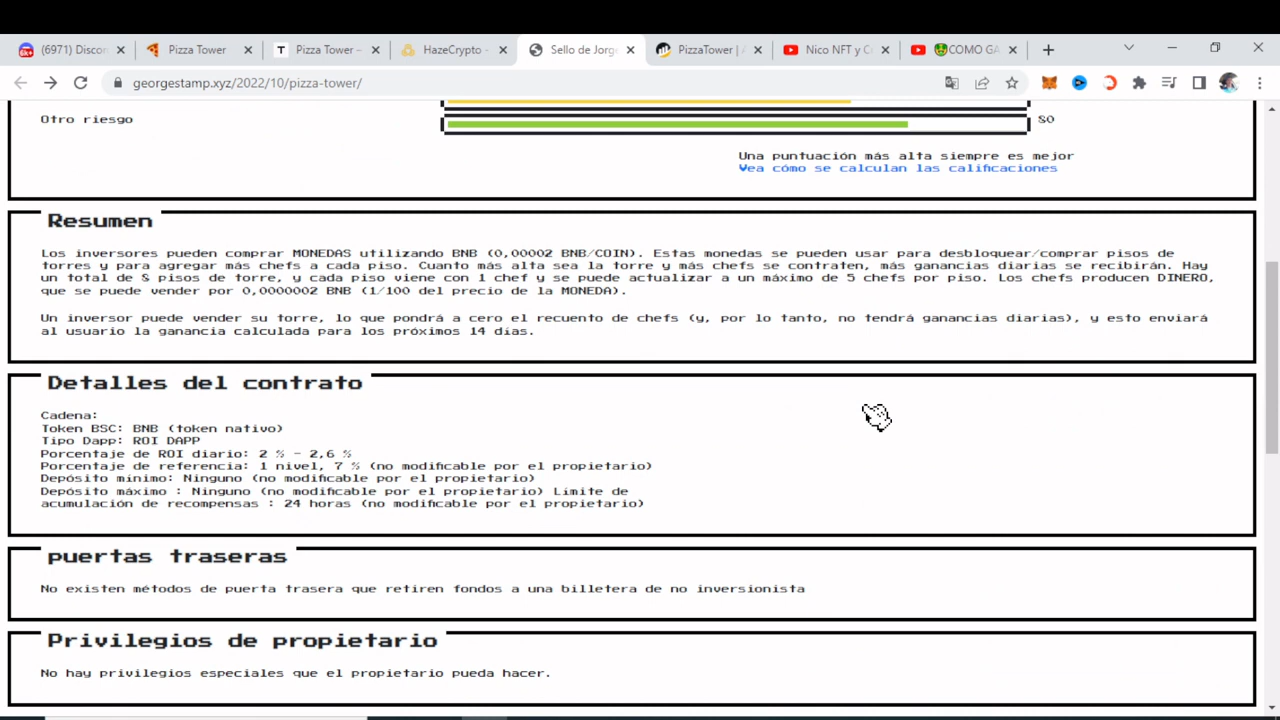 (6971) Discor
Pizza Tower
Pizza Tower –
HazeCrypto -
Sello de Jorge
PizzaTower | A
Nico NFT y C
COMO GA
georgestamp.xyz/2022/10/pizza-tower/
Otro riesgo
80
Una puntuación más alta siempre es mejor
Vea cómo se calculan las calificaciones
Resumen
Los inversores pueden comprar MONEDAS utilizando BNB (0,00002 BNB/COIN). Estas monedas se pueden usar para desbloquear/comprar pisos de
torres y para agregar más chefs a cada piso. Cuanto más alta sea la torre y más chefs se contraten, más ganancias diarias se recibirán. Hay
un total de 8 pisos de torre, y cada piso viene con 1 chef y se puede actualizar a un máximo de 5 chefs por piso. Los chefs producen DINERO,
que se puede vender por 0,0000002 BNB (1/100 del precio de la MONEDA).
Un inversor puede vender su torre, lo que pondrá a cero el recuento de chefs (y, por lo tanto, no tendrá ganancias diarias), y esto enviará
al usuario la ganancia calculada para los próximos 14 días.
Detalles del contrato
Cadena:
Token BSC: BNB (token nativo)
Tipo Dapp: ROI DAPP
Porcentaje de ROI diario: 2 % – 2,6 %
Porcentaje de referencia: 1 nivel, 7 % (no modificable por el propietario)
Depósito mínimo: Ninguno (no modificable por el propietario)
Depósito máximo : Ninguno (no modificable por el propietario) Límite de
acumulación de recompensas : 24 horas (no modificable por el propietario)
puertas traseras
No existen métodos de puerta trasera que retiren fondos a una billetera de no inversionista
Privilegios de propietario
No hay privilegios especiales que el propietario pueda hacer.